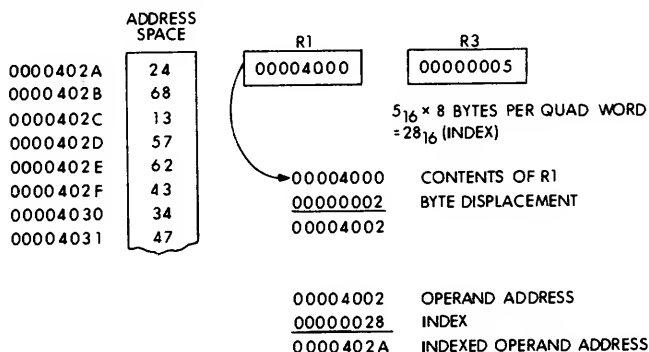 ADDRESS
SPACE
R1
R3
00004000
00000005
0000402A 24
0000402B 68
0000402C 13
0000402D 57
0000402E 62
0000402F 43
00004030 34
00004031 47
5₁₆ × 8 BYTES PER QUAD WORD
= 28₁₆ (INDEX)
00004000 CONTENTS OF R1
00000002 BYTE DISPLACEMENT
00004002
00004002 OPERAND ADDRESS
00000028 INDEX
0000402A INDEXED OPERAND ADDRESS